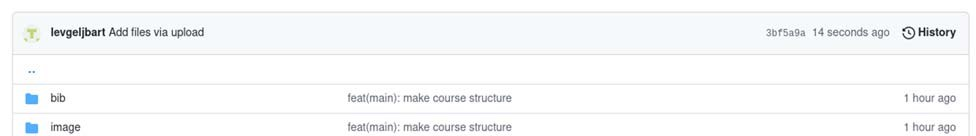 levgeljbart Add files via upload 3bf5a9a 14 seconds ago History
..
bib feat(main): make course structure 1 hour ago
image feat(main): make course structure 1 hour ago